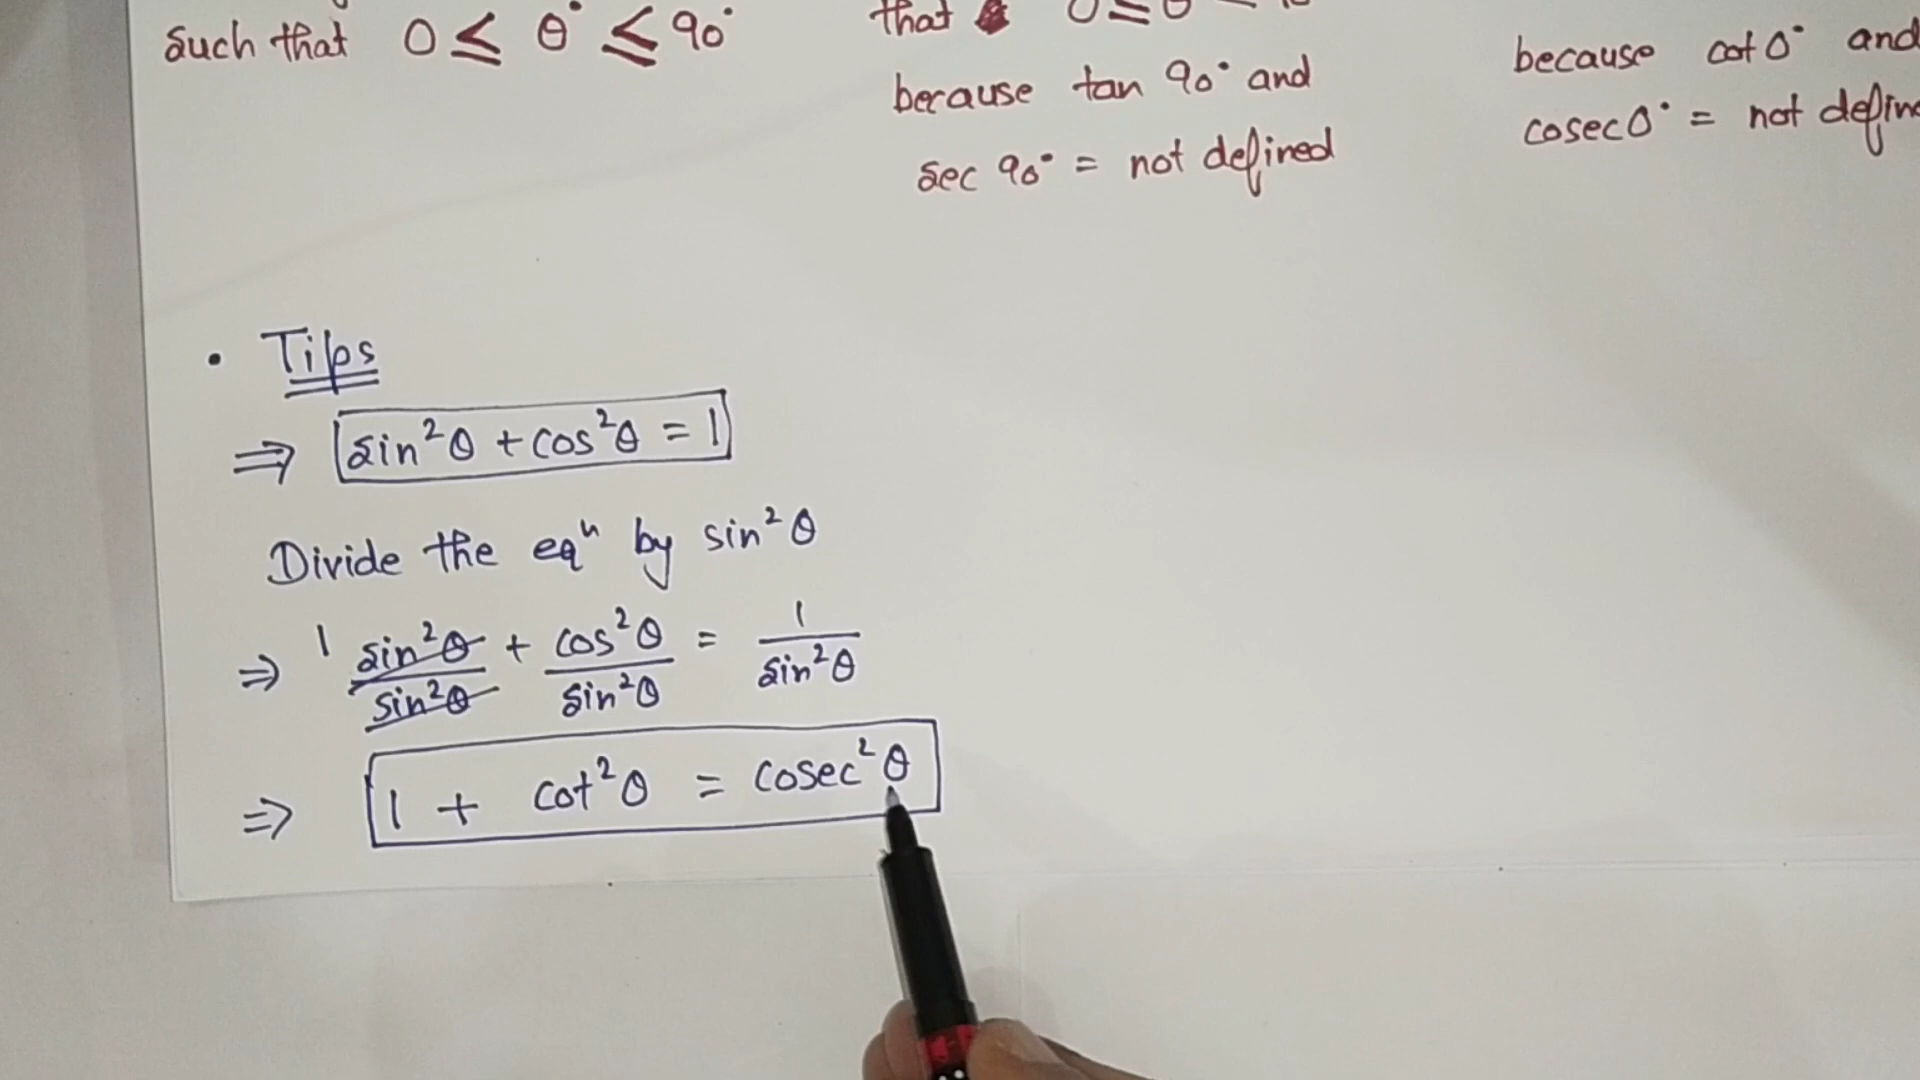 such that 0 ≤ θ° ≤ 90°
that
because tan 90° and
sec 90° = not defined
because cot 0° and
cosec 0° = not define
• Tips
⇒ sin²θ + cos²θ = 1
Divide the eqⁿ by sin²θ
⇒ 1 sin²θ/sin²θ + cos²θ/sin²θ = 1/sin²θ
⇒ 1 + cot²θ = cosec²θ